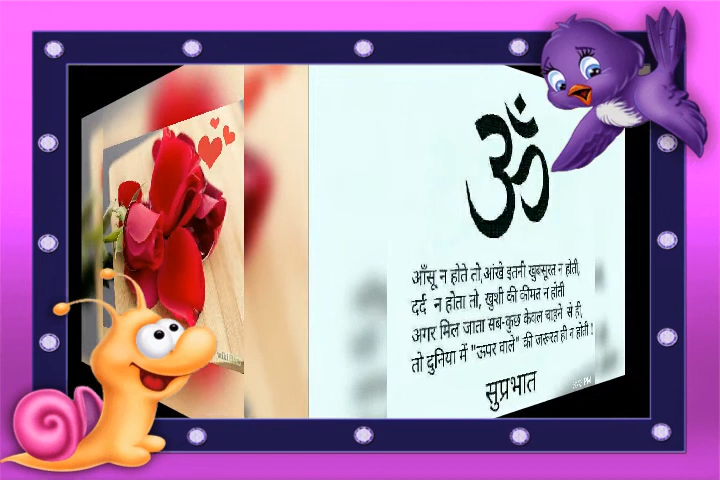 ॐ
आँसू न होते तो,आंखे इतनी खुबसूरत न होती,
दर्द न होता तो, खुशी की कीमत न होती
अगर मिल जाता सब-कुछ केवल चाहने से ही,
तो दुनिया में "ऊपर वाले" की जरूरत ही न होती !
सुप्रभात